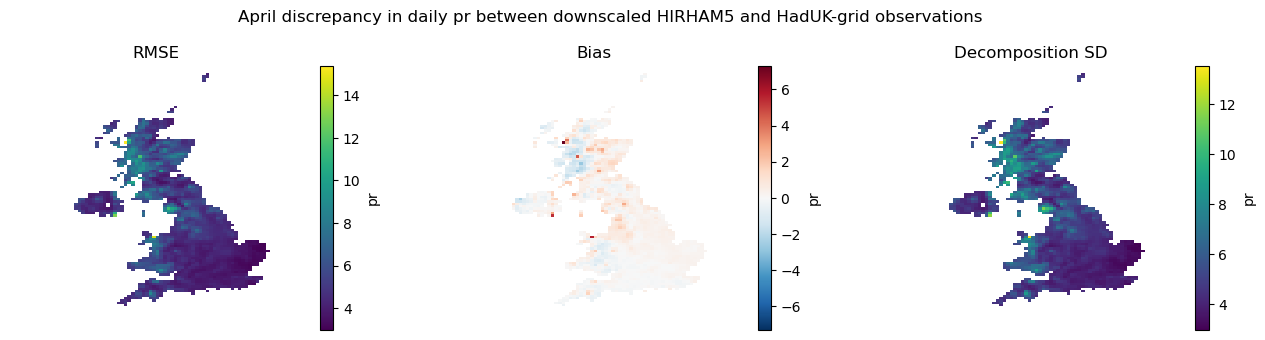 April discrepancy in daily pr between downscaled HIRHAM5 and HadUK-grid observations
RMSE
14
12
10
8
6
4
pr
Bias
6
4
2
0
−2
−4
−6
pr
Decomposition SD
12
10
8
6
4
pr